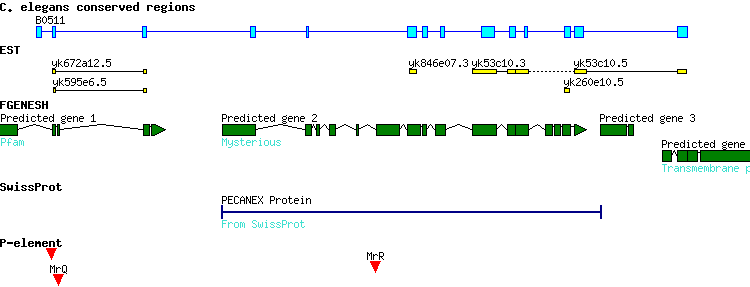 C. elegans conserved regions
B0511
EST
yk672a12.5
yk846e07.3
yk53c10.3
yk53c10.5
yk595e6.5
yk260e10.5
FGENESH
Predicted gene 1
Predicted gene 2
Predicted gene 3
Pfam
Mysterious
Predicted gene
Transmembrane p
SwissProt
PECANEX Protein
From SwissProt
P-element
MrQ
MrR